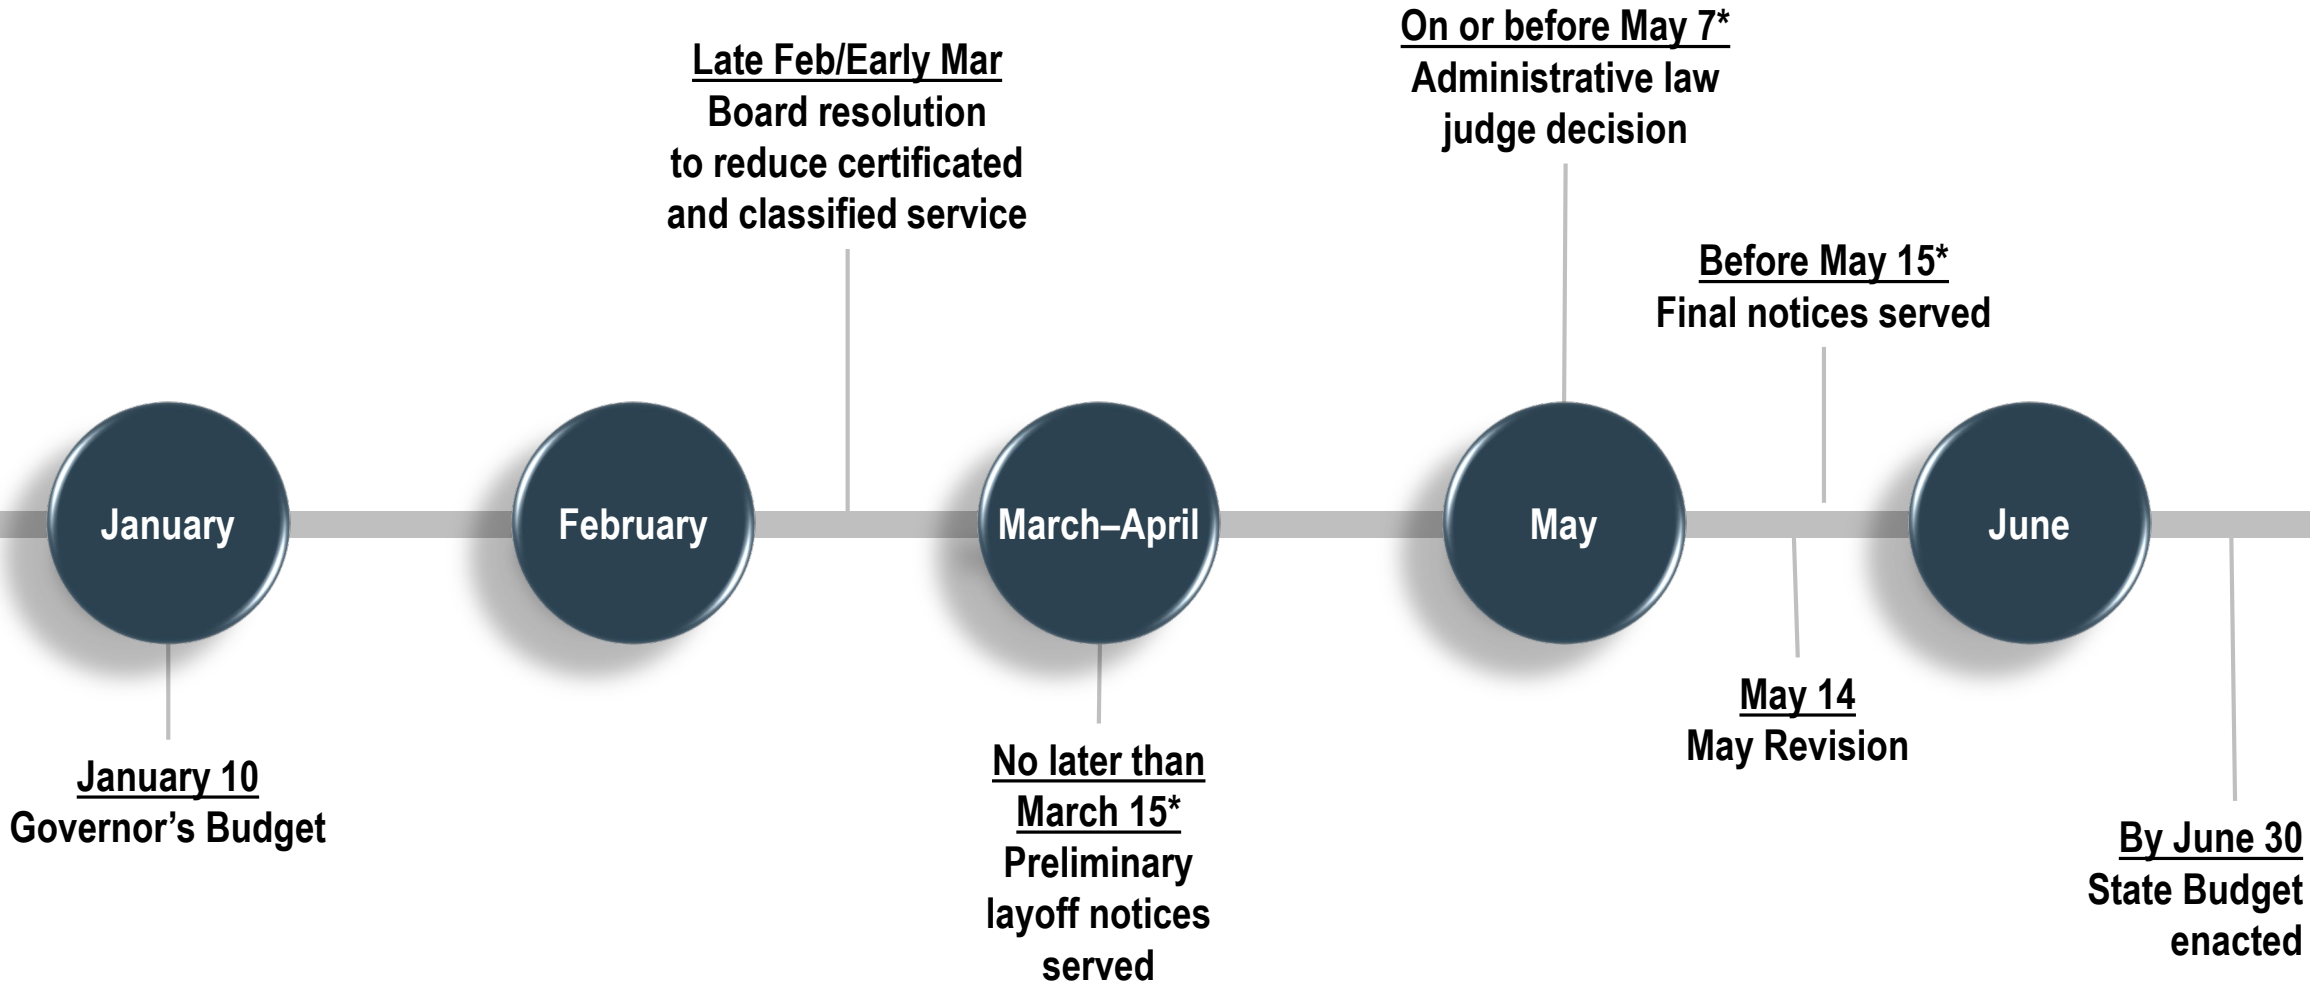 On or before May 7*
Administrative law
judge decision
Late Feb/Early Mar
Board resolution
to reduce certificated
and classified service
Before May 15*
Final notices served
January
February
March–April
May
June
January 10
Governor’s Budget
No later than
March 15*
Preliminary
layoff notices
served
May 14
May Revision
By June 30
State Budget
enacted